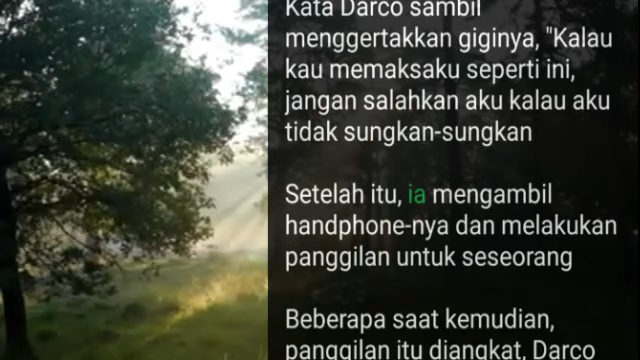 Kata Darco sambil
menggertakkan giginya, "Kalau
kau memaksaku seperti ini,
jangan salahkan aku kalau aku
tidak sungkan-sungkan
Setelah itu, ia mengambil
handphone-nya dan melakukan
panggilan untuk seseorang
Beberapa saat kemudian,
panggilan itu diangkat, Darco